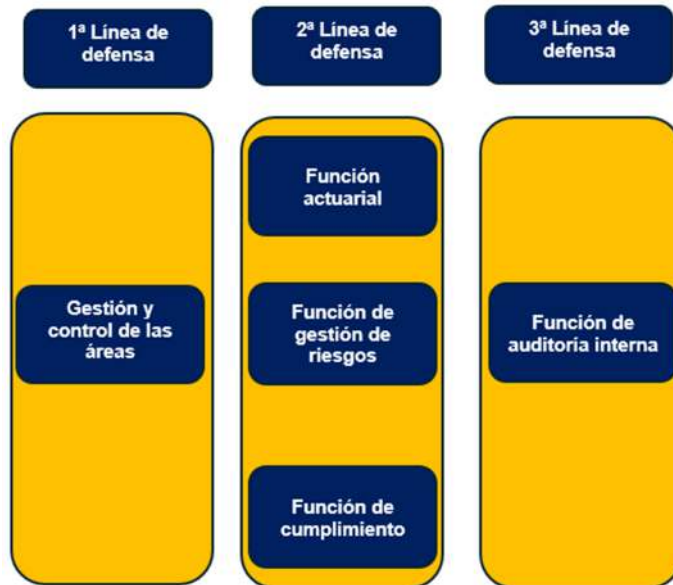 1ª Línea de
defensa
2ª Línea de
defensa
3ª Línea de
defensa
Gestión y
control de las
áreas
Función
actuarial
Función de
gestión de
riesgos
Función de
cumplimiento
Función de
auditoria interna